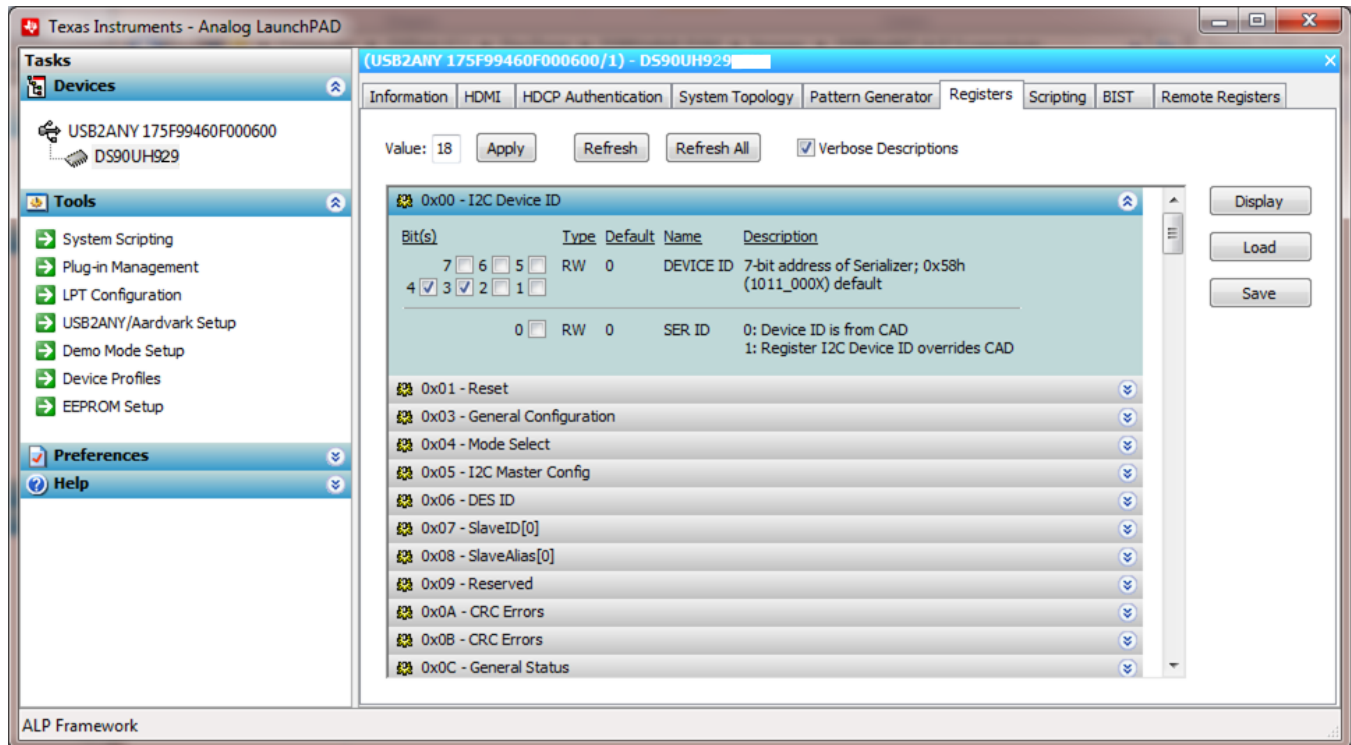 Texas Instruments - Analog LaunchPAD
Tasks
Devices
USB2ANY 175F99460F000600
DS90UH929
Tools
System Scripting
Plug-in Management
LPT Configuration
USB2ANY/Aardvark Setup
Demo Mode Setup
Device Profiles
EEPROM Setup
Preferences
Help
(USB2ANY 175F99460F000600/1) - DS90UH929
Information HDMI HDCP Authentication System Topology Pattern Generator Registers Scripting BIST Remote Registers
Value: 18 Apply Refresh Refresh All Verbose Descriptions
0x00 - I2C Device ID
Bit(s) Type Default Name Description
7 6 5 RW 0 DEVICE ID 7-bit address of Serializer; 0x58h
4 3 2 1 (1011_000X) default
0 RW 0 SER ID 0: Device ID is from CAD
1: Register I2C Device ID overrides CAD
0x01 - Reset
0x03 - General Configuration
0x04 - Mode Select
0x05 - I2C Master Config
0x06 - DES ID
0x07 - SlaveID[0]
0x08 - SlaveAlias[0]
0x09 - Reserved
0x0A - CRC Errors
0x0B - CRC Errors
0x0C - General Status
Display
Load
Save
ALP Framework